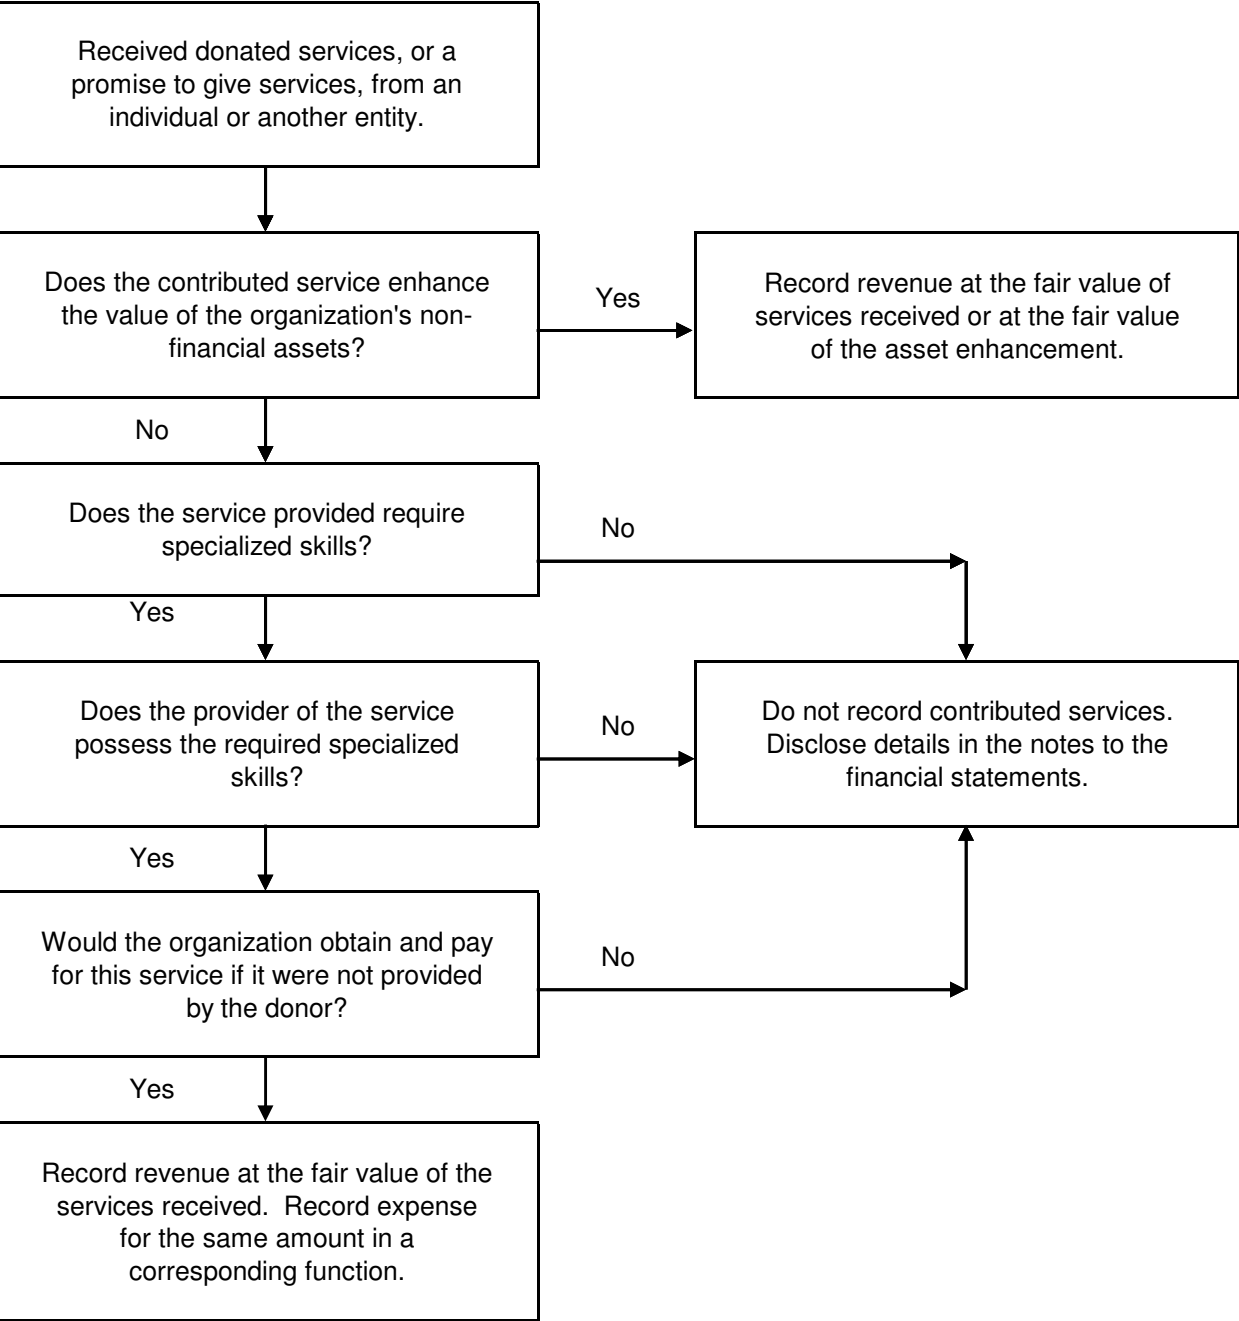 Received donated services, or a
promise to give services, from an
individual or another entity.
Does the contributed service enhance
the value of the organization's non-
financial assets?
Yes
Record revenue at the fair value of
services received or at the fair value
of the asset enhancement.
No
Does the service provided require
specialized skills?
No
Yes
Does the provider of the service
possess the required specialized
skills?
No
Do not record contributed services.
Disclose details in the notes to the
financial statements.
Yes
Would the organization obtain and pay
for this service if it were not provided
by the donor?
No
Yes
Record revenue at the fair value of the
services received.  Record expense
for the same amount in a
corresponding function.